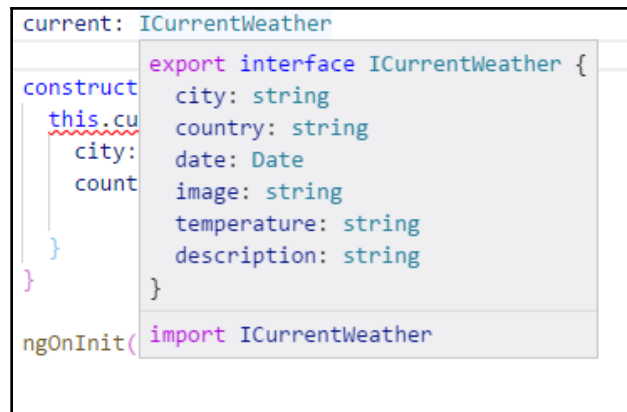 current: ICurrentWeather
export interface ICurrentWeather {
construct
city: string
this.cu
country: string
city:
date: Date
count
image: string
temperature: string
}
description: string
}
}
import ICurrentWeather
ngOnInit(